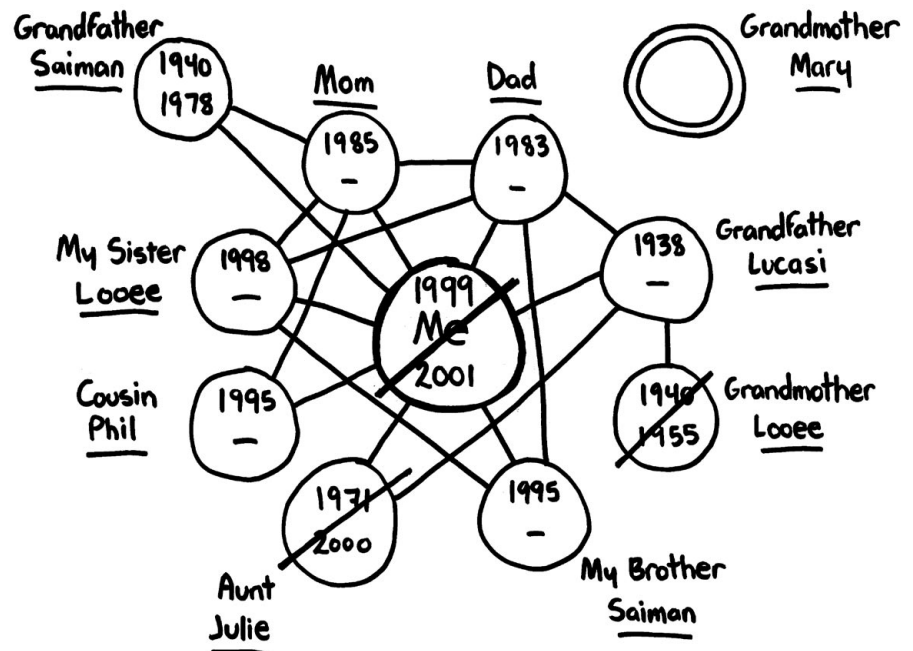 Grandfather
Saiman
1940
1978
Mom
1985
–
Dad
1983
–
Grandmother
Mary
My Sister
Looee
1998
–
1999
Me
2001
1938
–
Grandfather
Lucasi
Cousin
Phil
1995
–
1940
1955
Grandmother
Looee
1971
2000
Aunt
Julie
1995
–
My Brother
Saiman